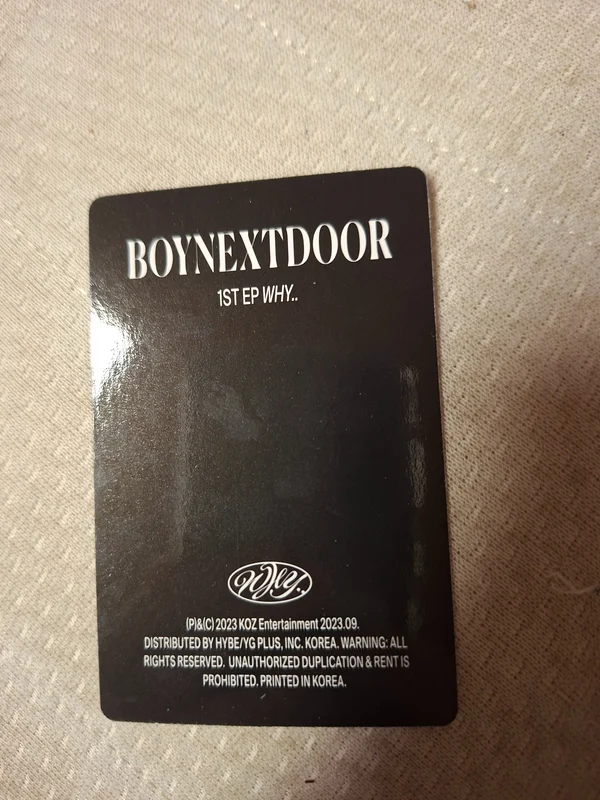 BOYNEXTDOOR
1ST EP WHY..
Why..
(P)&(C) 2023 KOZ Entertainment 2023.09.
DISTRIBUTED BY HYBE/YG PLUS, INC. KOREA. WARNING: ALL
RIGHTS RESERVED. UNAUTHORIZED DUPLICATION & RENT IS
PROHIBITED. PRINTED IN KOREA.